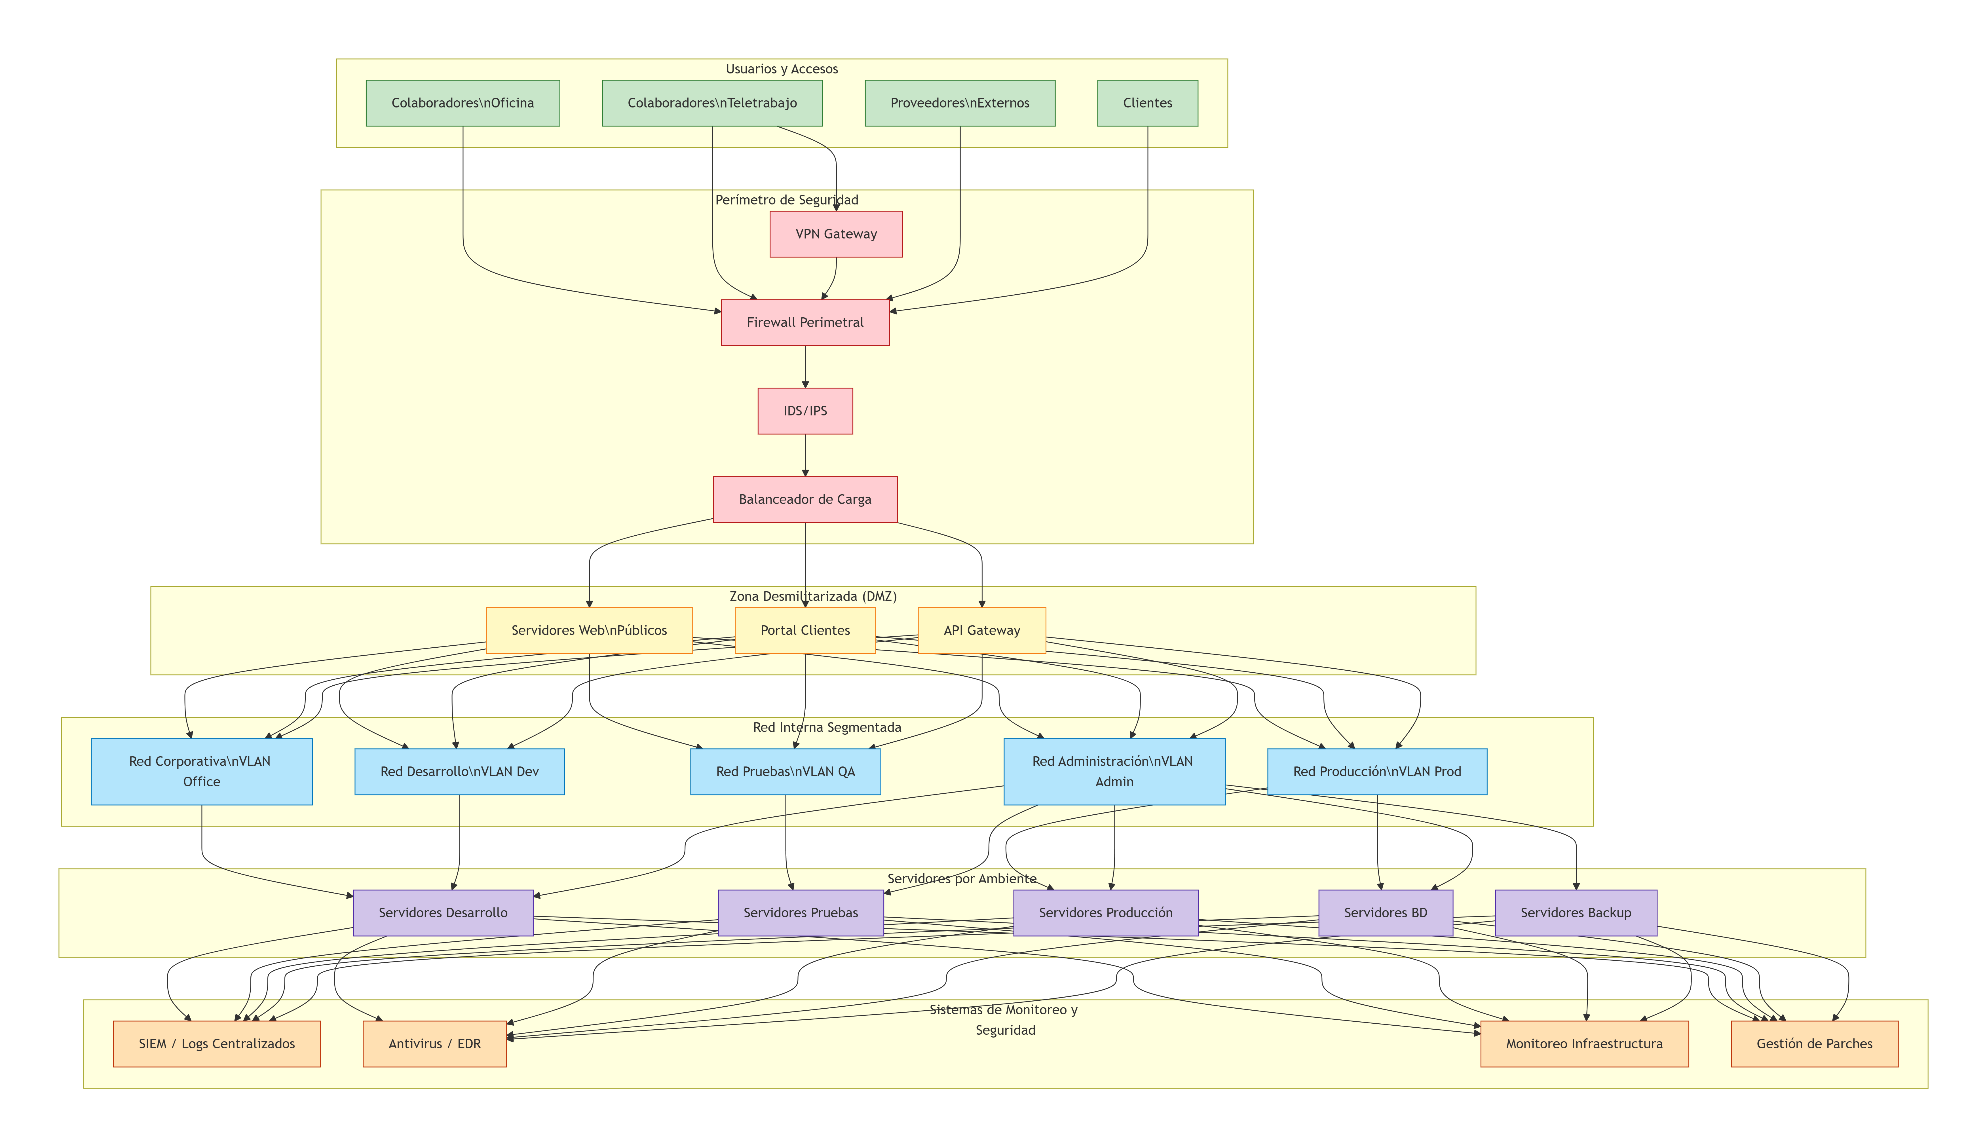 Usuarios y Accesos
Colaboradores\nOficina
Colaboradores\nTeletrabajo
Proveedores\nExternos
Clientes
Perímetro de Seguridad
VPN Gateway
Firewall Perimetral
IDS/IPS
Balanceador de Carga
Zona Desmilitarizada (DMZ)
Servidores Web\nPúblicos
Portal Clientes
API Gateway
Red Interna Segmentada
Red Corporativa\nVLAN
Office
Red Desarrollo\nVLAN Dev
Red Pruebas\nVLAN QA
Red Administración\nVLAN
Admin
Red Producción\nVLAN Prod
Servidores por Ambiente
Servidores Desarrollo
Servidores Pruebas
Servidores Producción
Servidores BD
Servidores Backup
Sistemas de Monitoreo y
Seguridad
SIEM / Logs Centralizados
Antivirus / EDR
Monitoreo Infraestructura
Gestión de Parches